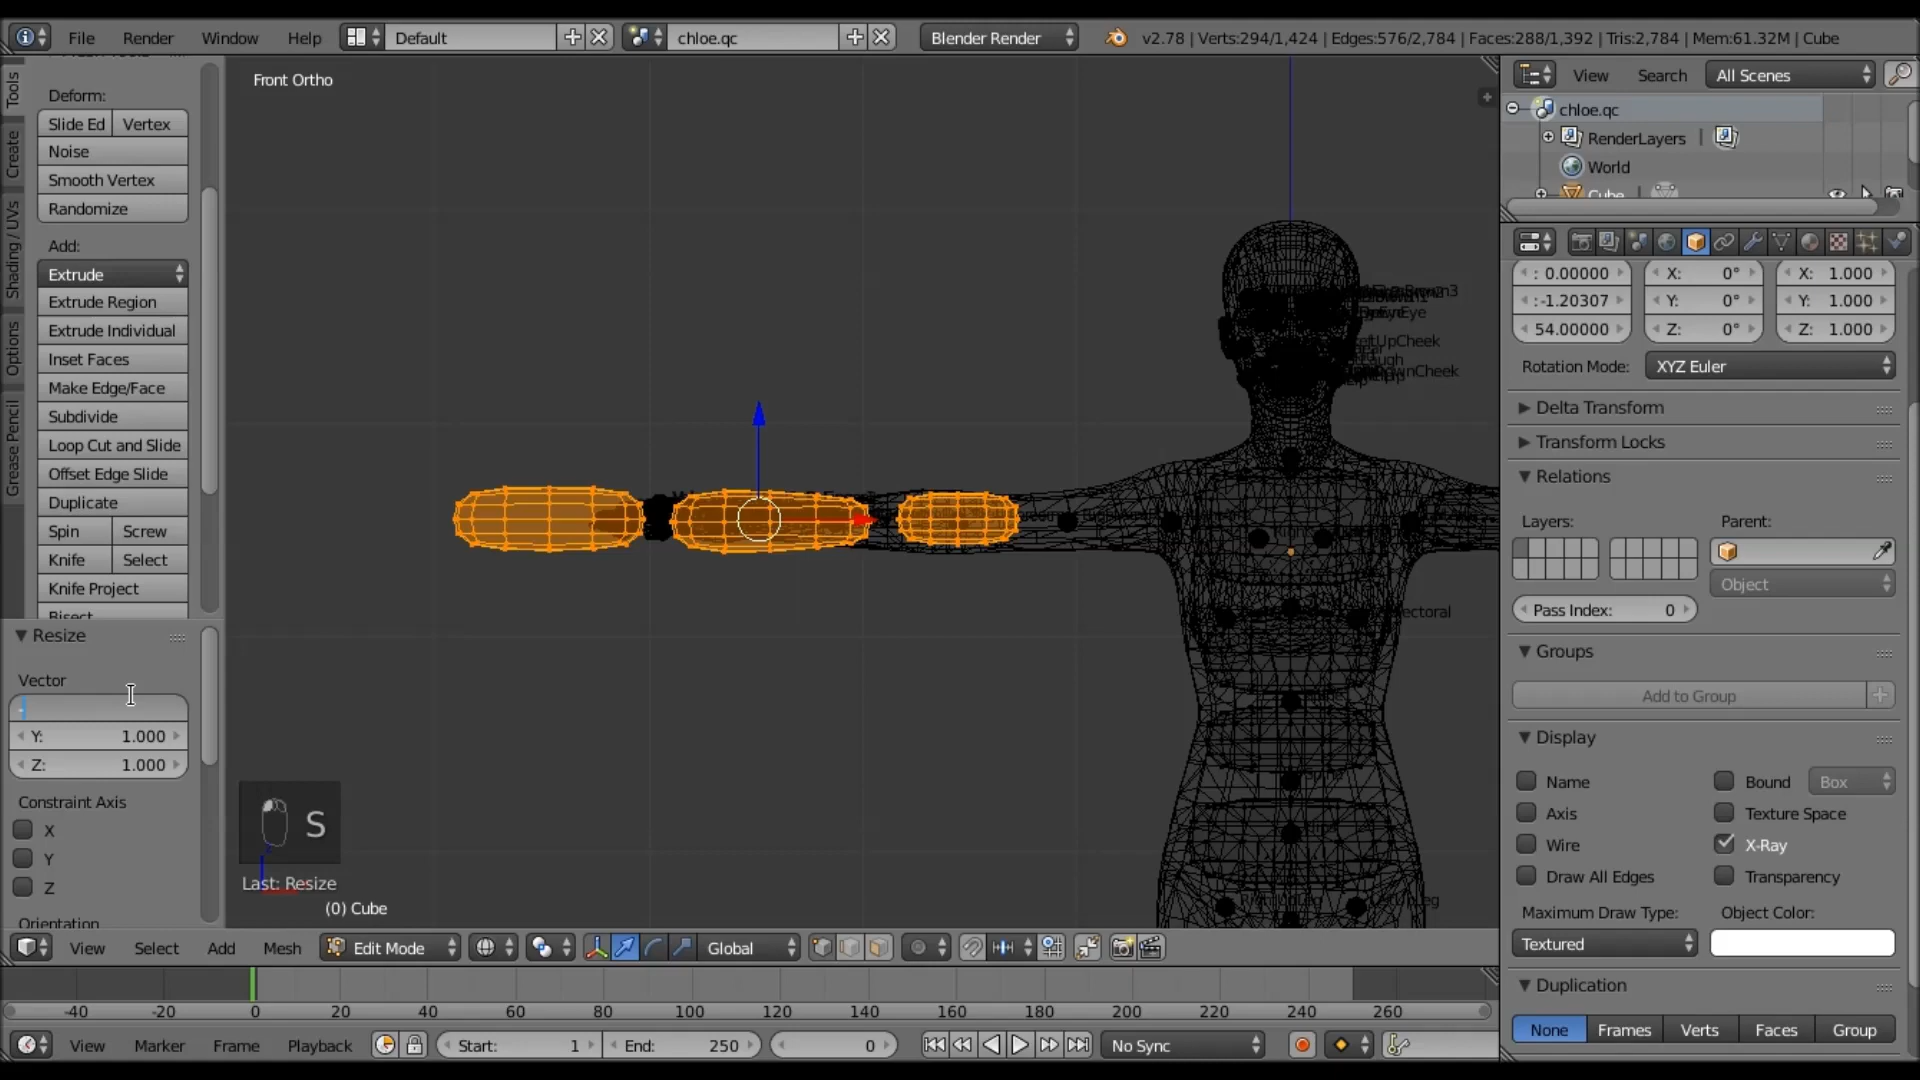 File Render Window Help Default chloe.qc Blender Render v2.78 | Verts:294/1,424 | Edges:576/2,784 | Faces:288/1,392 | Tris:2,784 | Mem:61.32M | Cube
Tools
Create
Shading / UVs
Options
Grease Pencil
Deform:
Slide Ed Vertex
Noise
Smooth Vertex
Randomize
Add:
Extrude
Extrude Region
Extrude Individual
Inset Faces
Make Edge/Face
Subdivide
Loop Cut and Slide
Offset Edge Slide
Duplicate
Spin Screw
Knife Select
Knife Project
Bisect
Resize
Vector
-
Y: 1.000
Z: 1.000
Constraint Axis
X
Y
Z
Orientation
Front Ortho
UpCheek
DownCheek
ectoral
RightUpLeg
S
Last: Resize
(0) Cube
View Select Add Mesh Edit Mode Global
-40 -20 0 20 40 60 80 100 120 140 160 180 200 220 240 260
View Marker Frame Playback Start: 1 End: 250 0 No Sync
View Search All Scenes
chloe.qc
RenderLayers |
World
Cube |
: 0.00000 X: 0° X: 1.000
:-1.20307 Y: 0° Y: 1.000
54.00000 Z: 0° Z: 1.000
Rotation Mode: XYZ Euler
Delta Transform
Transform Locks
Relations
Layers: Parent:
Object
Pass Index: 0
Groups
Add to Group
Display
Name Bound Box
Axis Texture Space
Wire X-Ray
Draw All Edges Transparency
Maximum Draw Type: Object Color:
Textured
Duplication
None Frames Verts Faces Group